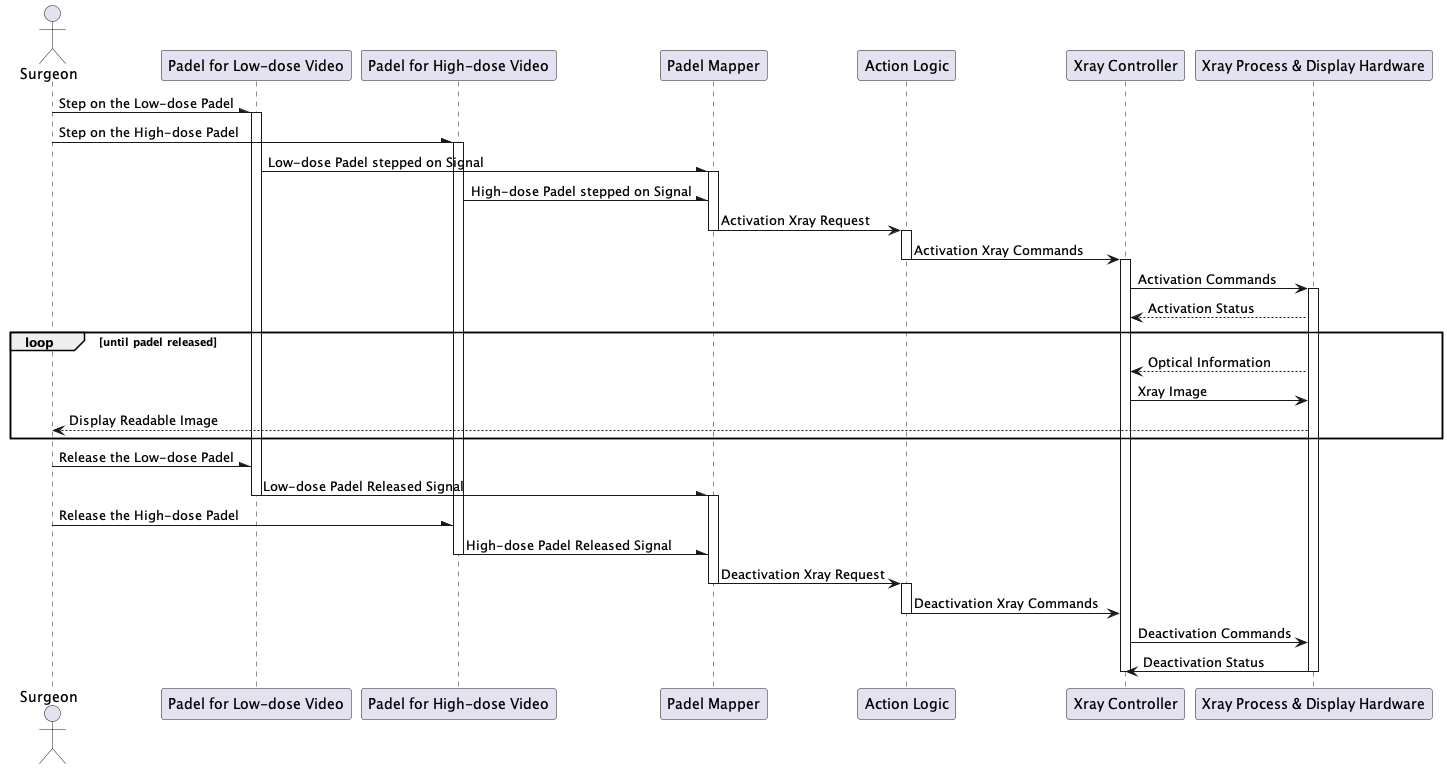 Surgeon
Padel for Low-dose Video
Padel for High-dose Video
Padel Mapper
Action Logic
Xray Controller
Xray Process & Display Hardware
Step on the Low-dose Padel
Step on the High-dose Padel
Low-dose Padel stepped on Signal
High-dose Padel stepped on Signal
Activation Xray Request
Activation Xray Commands
Activation Commands
Activation Status
loop
[until padel released]
Optical Information
Xray Image
Display Readable Image
Release the Low-dose Padel
Low-dose Padel Released Signal
Release the High-dose Padel
High-dose Padel Released Signal
Deactivation Xray Request
Deactivation Xray Commands
Deactivation Commands
Deactivation Status
Surgeon
Padel for Low-dose Video
Padel for High-dose Video
Padel Mapper
Action Logic
Xray Controller
Xray Process & Display Hardware